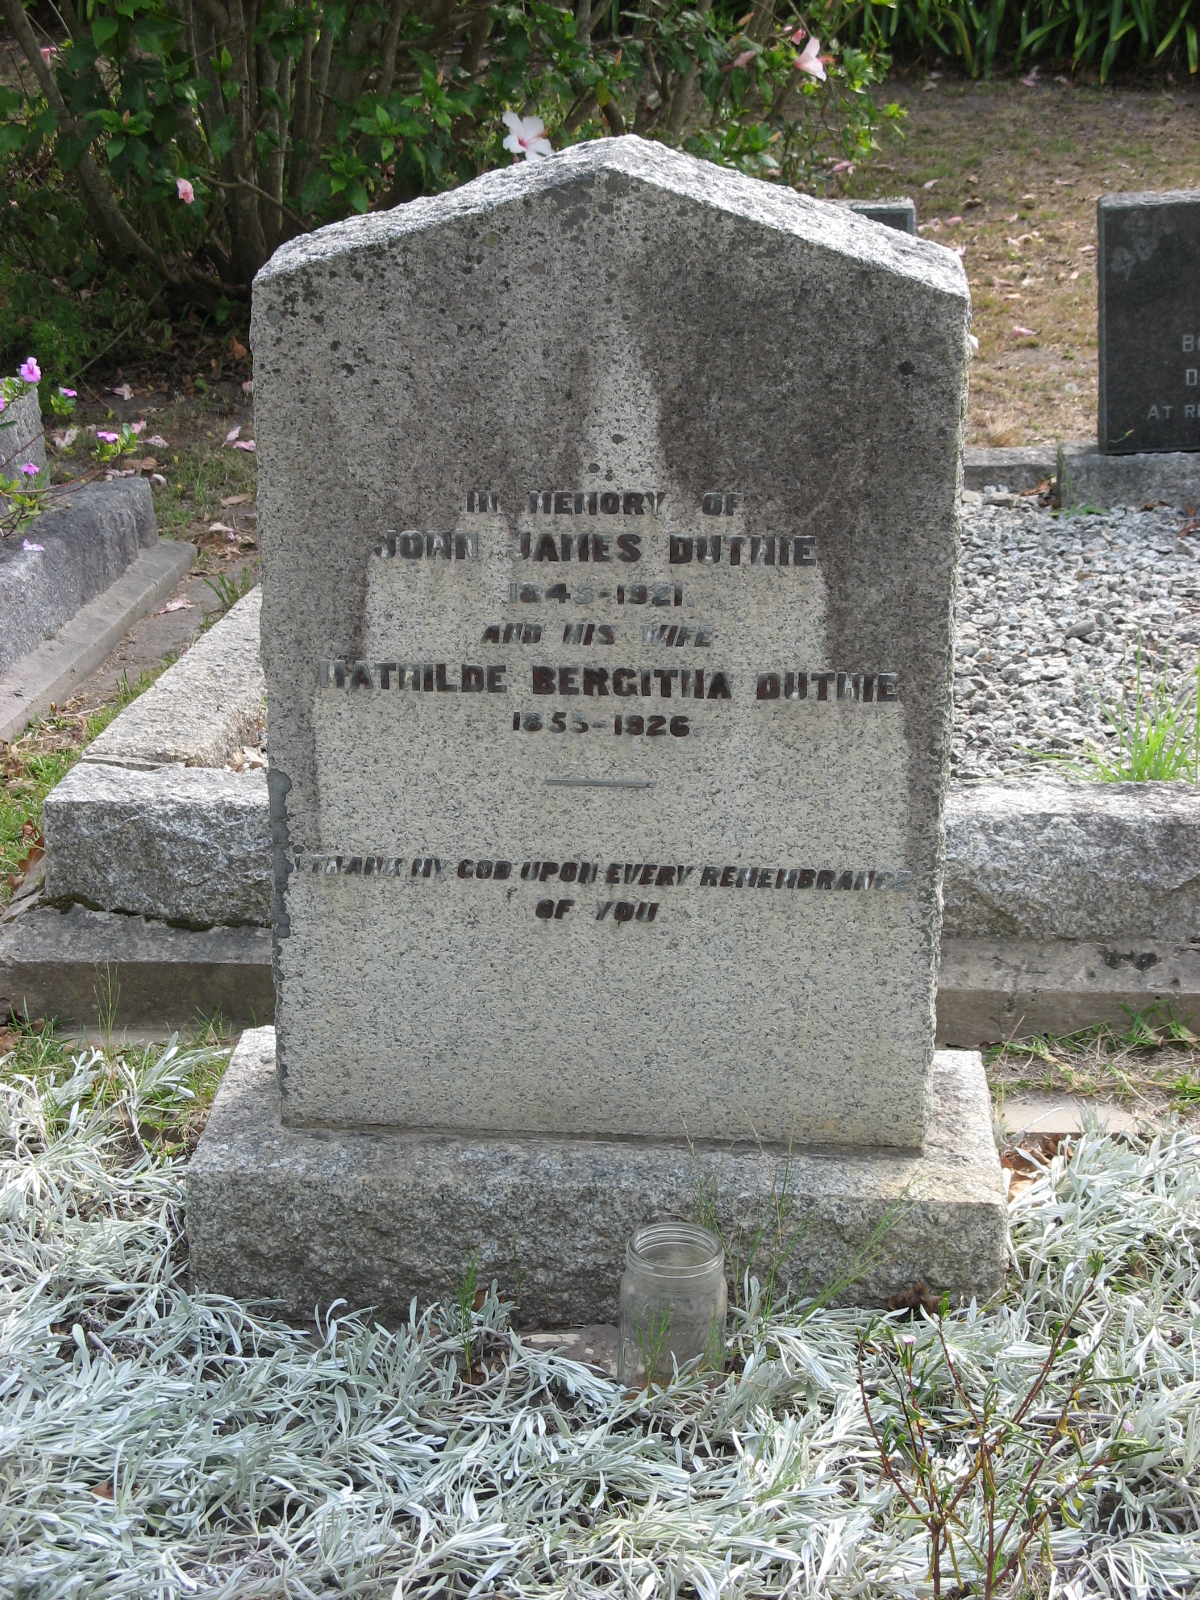 IN MEMORY OF
JOHN JAMES DUTHIE
1845-1921.
AND HIS WIFE
MATHILDE BERGITHA DUTHIE
1855-1926
I THANK MY GOD UPON EVERY REMEMBRANCE
OF YOU
AT